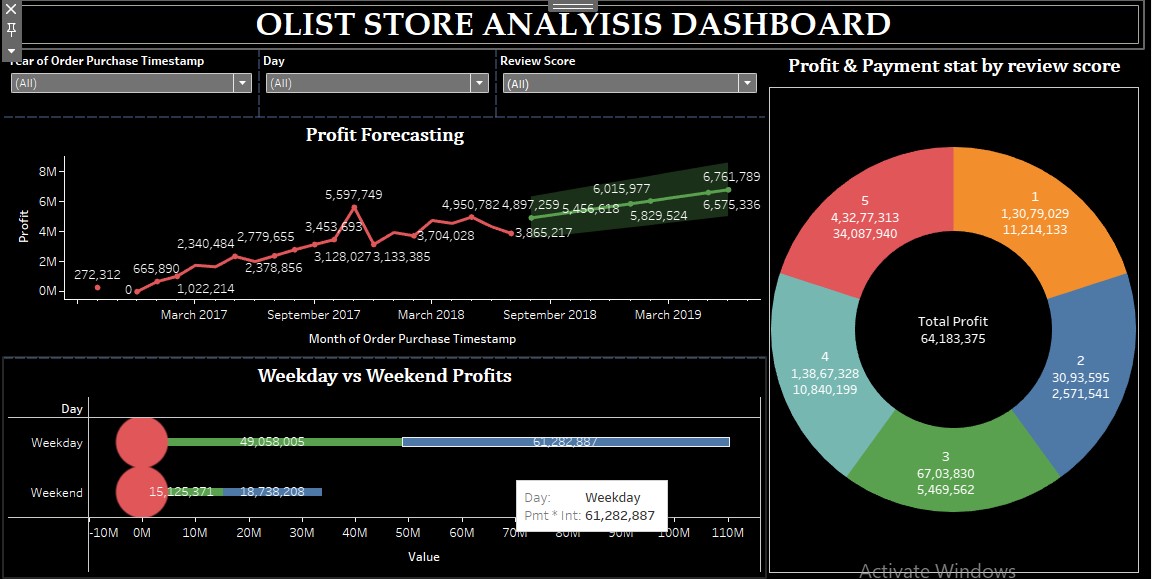 OLIST STORE ANALYISIS DASHBOARD
Year of Order Purchase Timestamp
(All)
Day
(All)
Review Score
(All)
Profit Forecasting
Profit
8M
6M
4M
2M
0M
272,312
0
665,890
1,022,214
2,340,484
2,378,856
2,779,655
3,128,027
3,453,693
5,597,749
3,133,385
3,704,028
4,950,782
3,865,217
4,897,259
5,456,618
6,015,977
5,829,524
6,575,336
6,761,789
March 2017
September 2017
March 2018
September 2018
March 2019
Month of Order Purchase Timestamp
Weekday vs Weekend Profits
Day
Weekday
49,058,005
61,282,887
Weekend
15,125,371
18,738,208
Day: Weekday
Pmt * Int: 61,282,887
-10M 0M 10M 20M 30M 40M 50M 60M 70M 80M 90M 100M 110M
Value
Profit & Payment stat by review score
1
1,30,79,029
11,214,133
2
30,93,595
2,571,541
3
67,03,830
5,469,562
4
1,38,67,328
10,840,199
5
4,32,77,313
34,087,940
Total Profit
64,183,375
Activate Windows